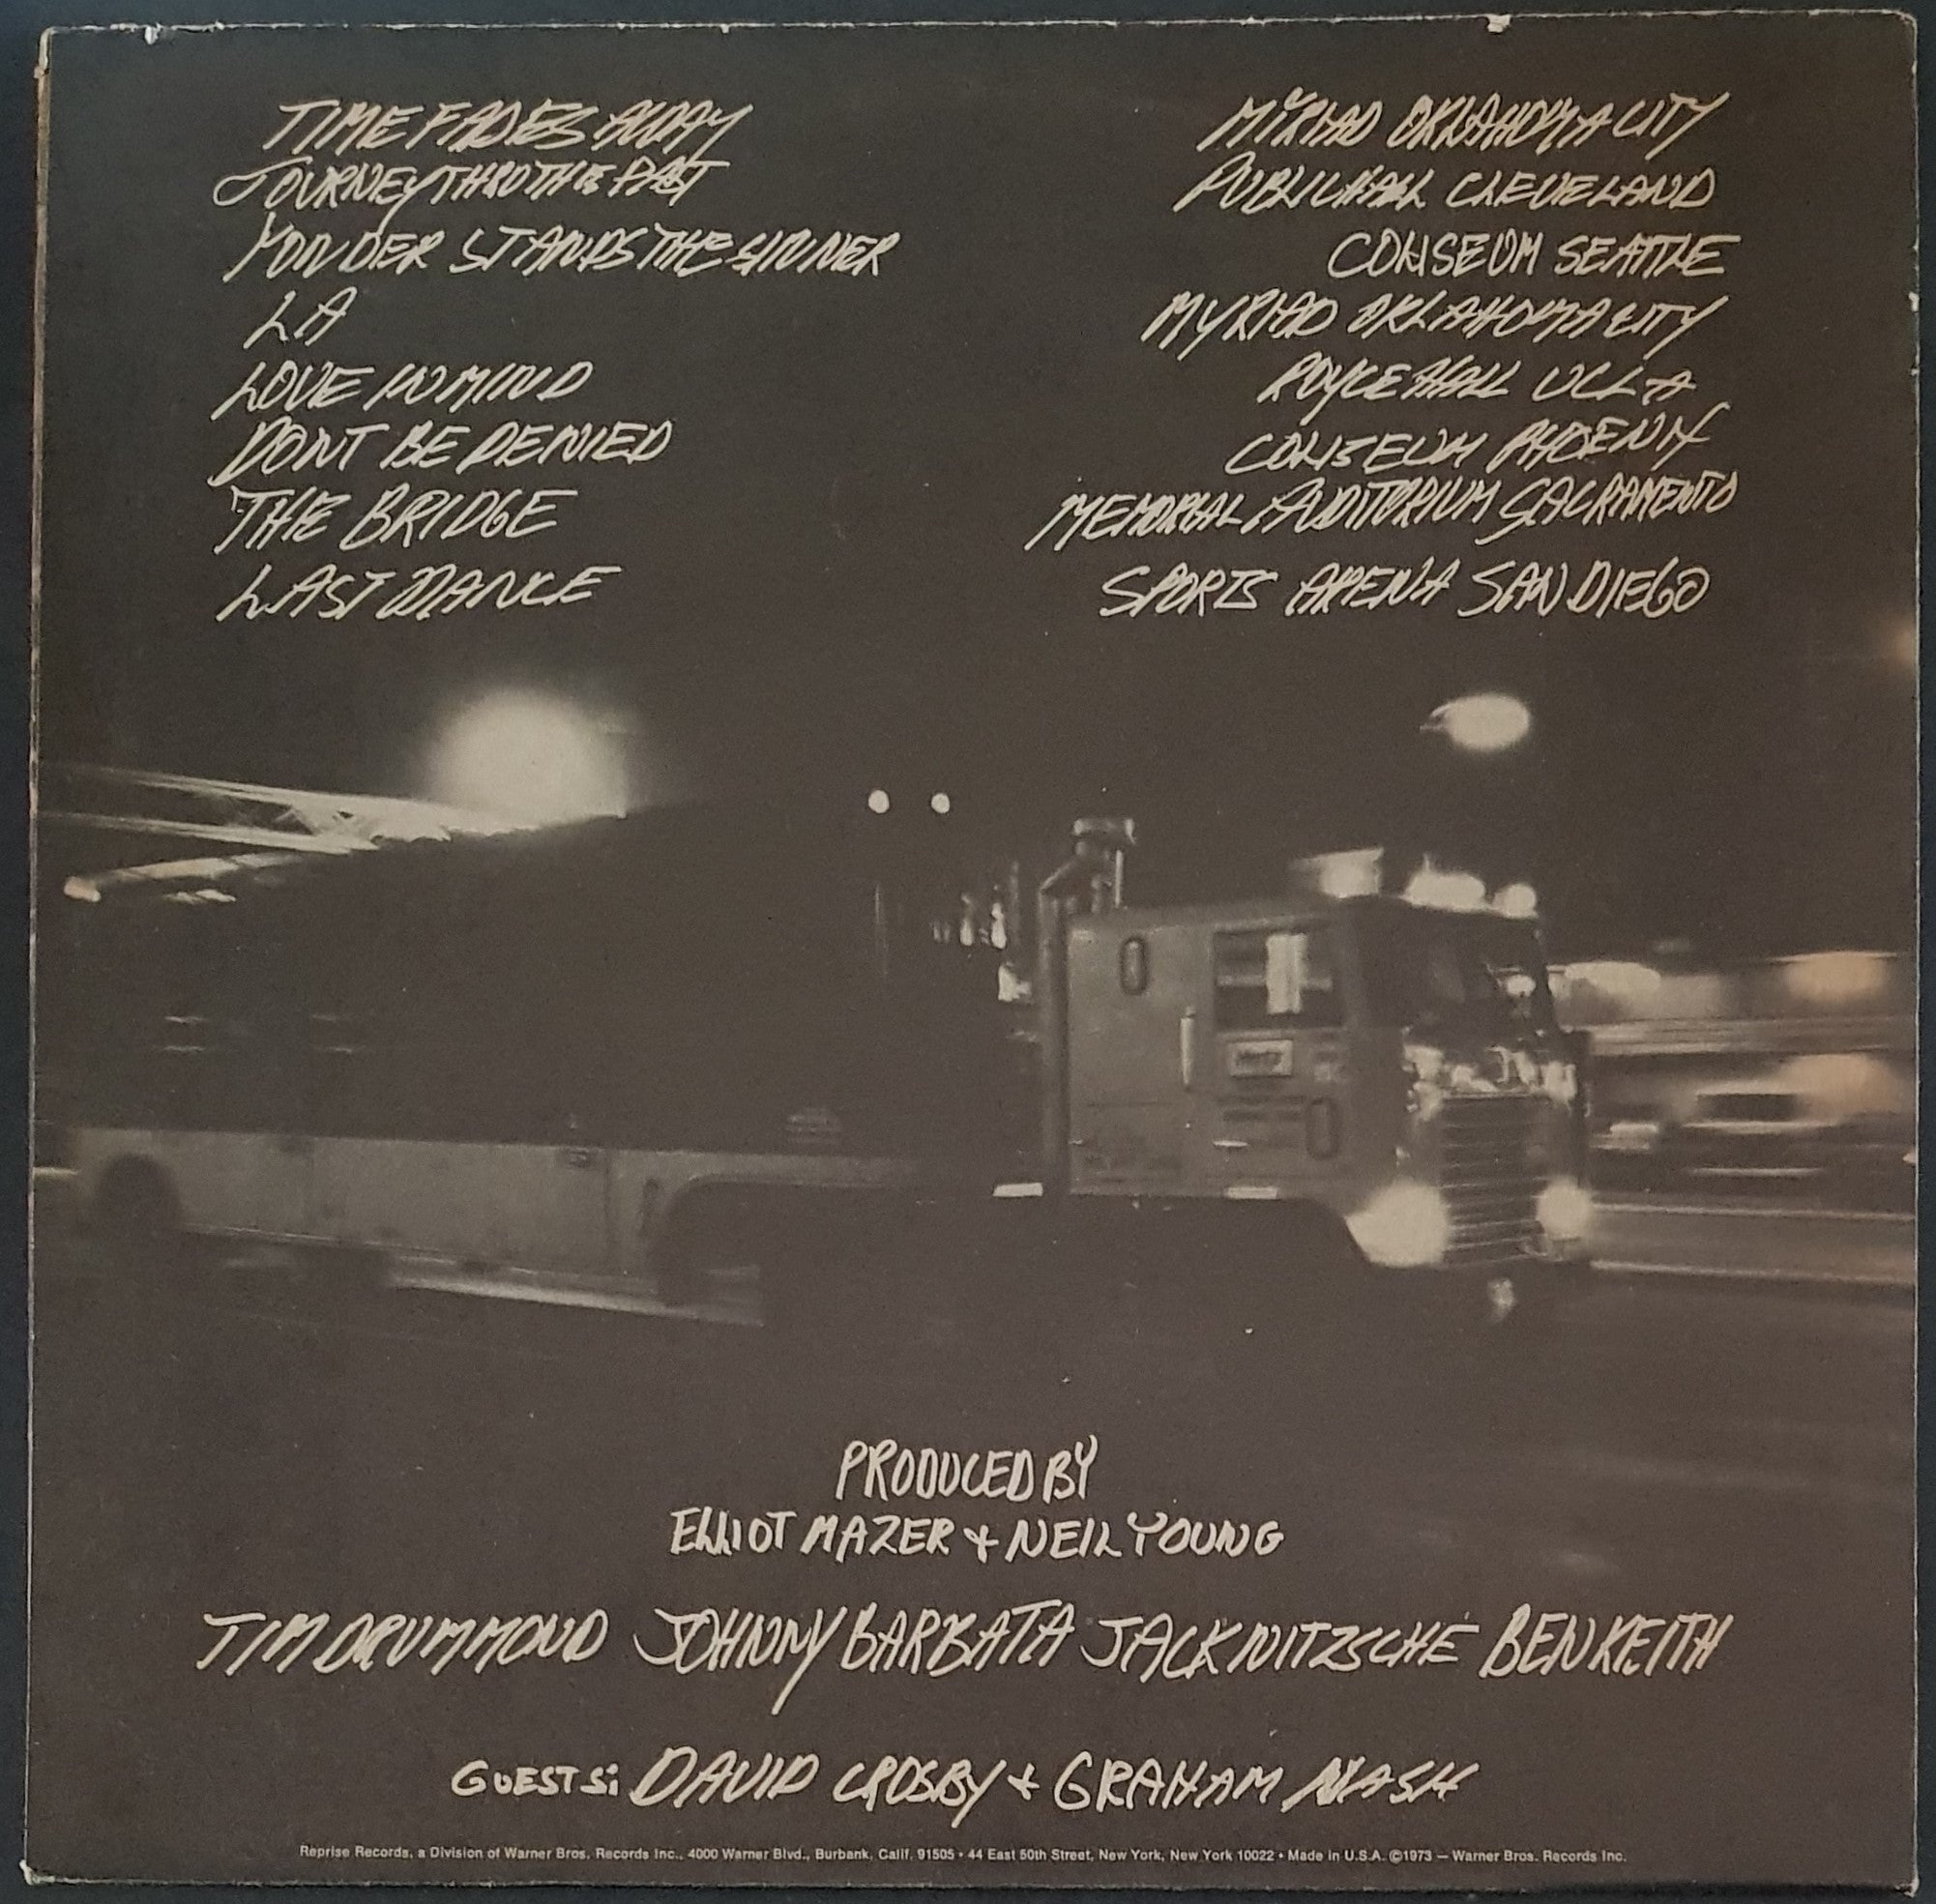 TIME FADES AWAY MYRIAD OKLAHOMA CITY
JOURNEY THRO THE PAST PUBLIC HALL CLEVELAND
YONDER STANDS THE SINNER COLISEUM SEATTLE
LA MYRIAD OKLAHOMA CITY
LOVE IN MIND ROYCE HALL UCLA
DONT BE DENIED COLISEUM PHOENIX
THE BRIDGE MEMORIAL AUDITORIUM SACRAMENTO
LAST DANCE SPORTS ARENA SAN DIEGO
Hertz
PRODUCED BY
ELLIOT MAZER + NEIL YOUNG
TIM DRUMMOND JOHNNY BARBATA JACK NITZSCHE BEN KEITH
GUESTS: DAVID CROSBY + GRAHAM NASH
Reprise Records, a Division of Warner Bros. Records Inc., 4000 Warner Blvd., Burbank, Calif. 91505 • 44 East 50th Street, New York, New York 10022 • Made in U.S.A. ©1973 — Warner Bros. Records Inc.